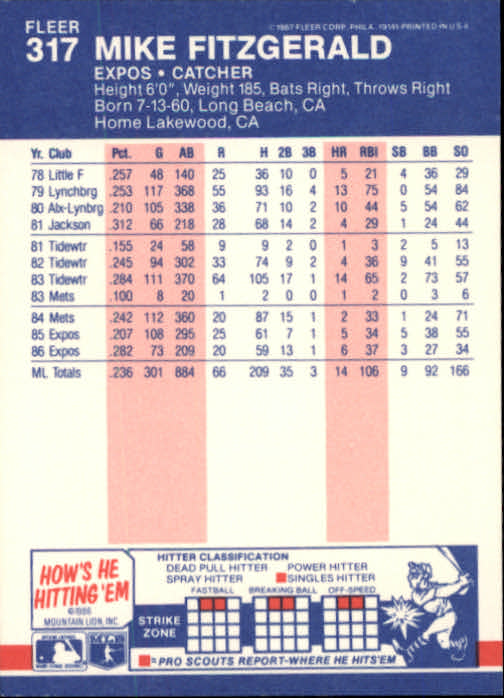 FLEER
© 1987 FLEER CORP., PHILA. 19141-PRINTED IN U.S.A.
317 MIKE FITZGERALD
EXPOS • CATCHER
Height 6'0", Weight 185, Bats Right, Throws Right
Born 7-13-60, Long Beach, CA
Home Lakewood, CA
Yr. Club Pct. G AB R H 2B 3B HR RBI SB BB SO
78 Little F .257 48 140 25 36 10 0 5 21 4 36 29
79 Lynchbrg .253 117 368 55 93 16 4 13 75 0 54 84
80 Alx-Lynbrg .210 105 338 36 71 10 2 10 44 5 54 62
81 Jackson .312 66 218 28 68 14 2 4 29 1 24 44
81 Tidewtr .155 24 58 9 9 2 0 1 3 2 5 13
82 Tidewtr .245 94 302 33 74 9 2 4 36 9 41 55
83 Tidewtr .284 111 370 64 105 17 1 14 65 2 73 57
83 Mets .100 8 20 1 2 0 0 1 2 0 3 6
84 Mets .242 112 360 20 87 15 1 2 33 1 24 71
85 Expos .207 108 295 25 61 7 1 5 34 5 38 55
86 Expos .282 73 209 20 59 13 1 6 37 3 27 34
ML Totals .236 301 884 66 209 35 3 14 106 9 92 166
HOW'S HE
HITTING 'EM
©1986
MOUNTAIN LION, INC.
HITTER CLASSIFICATION
DEAD PULL HITTER POWER HITTER
SPRAY HITTER SINGLES HITTER
FASTBALL BREAKING BALL OFF-SPEED
STRIKE
ZONE
=PRO SCOUTS REPORT-WHERE HE HITS'EM